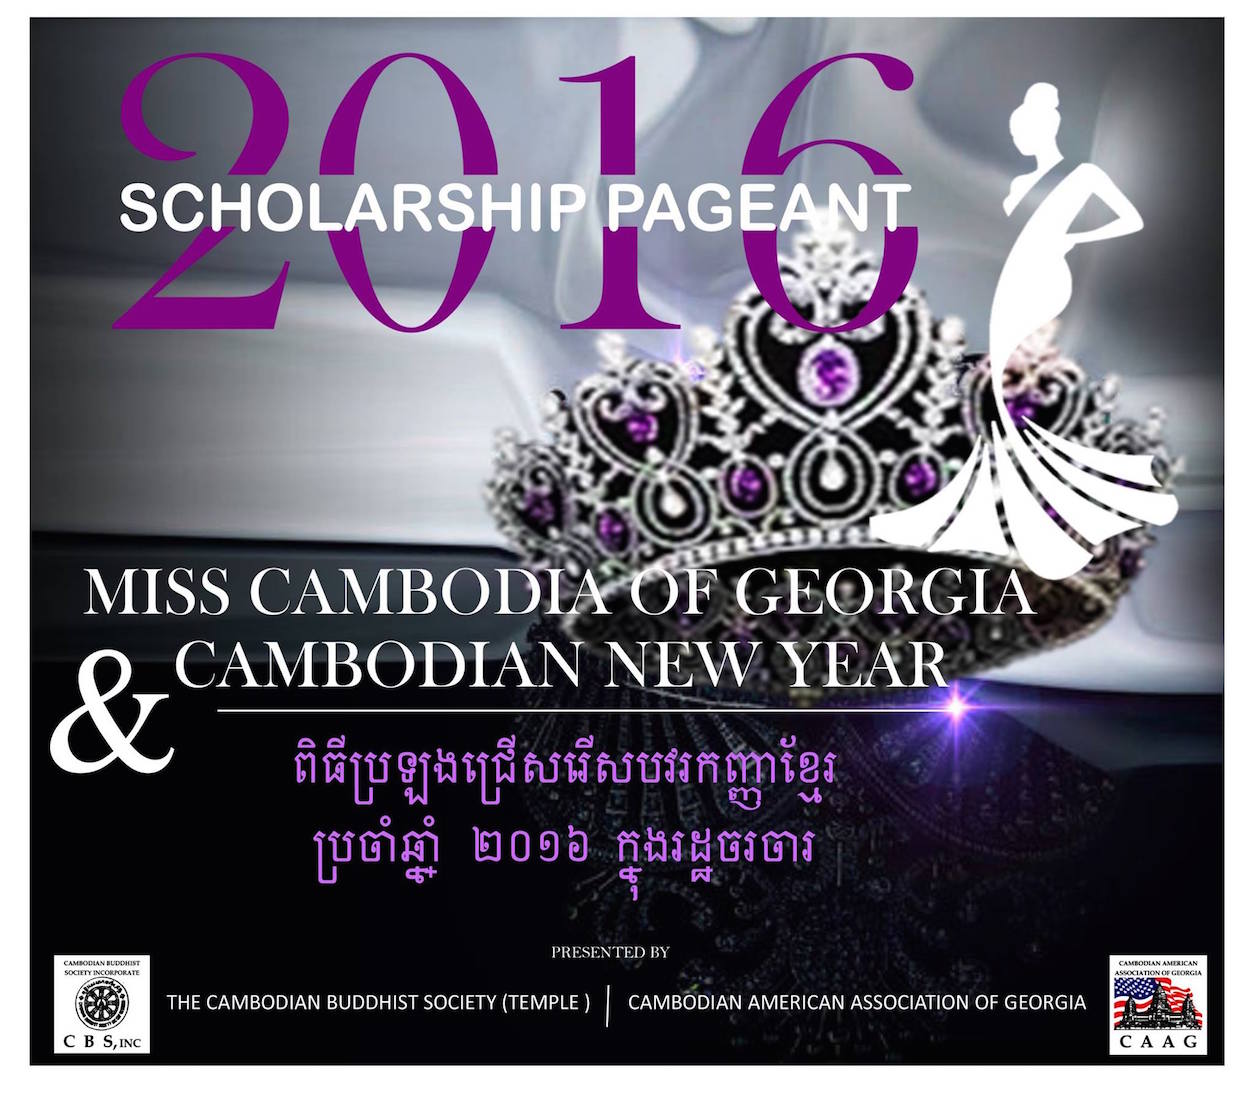 2016
SCHOLARSHIP PAGEANT
MISS CAMBODIA OF GEORGIA
& CAMBODIAN NEW YEAR
ពិធីប្រឡងជ្រើសរើសបវរកញ្ញាខ្មែរ
ប្រចាំឆ្នាំ ២០១៦ ក្នុងរដ្ឋចរចារ
PRESENTED BY
CAMBODIAN BUDDHIST
SOCIETY INCORPORATE
C B S, INC
THE CAMBODIAN BUDDHIST SOCIETY (TEMPLE ) | CAMBODIAN AMERICAN ASSOCIATION OF GEORGIA
CAMBODIAN AMERICAN
ASSOCIATION OF GEORGIA
C A A G